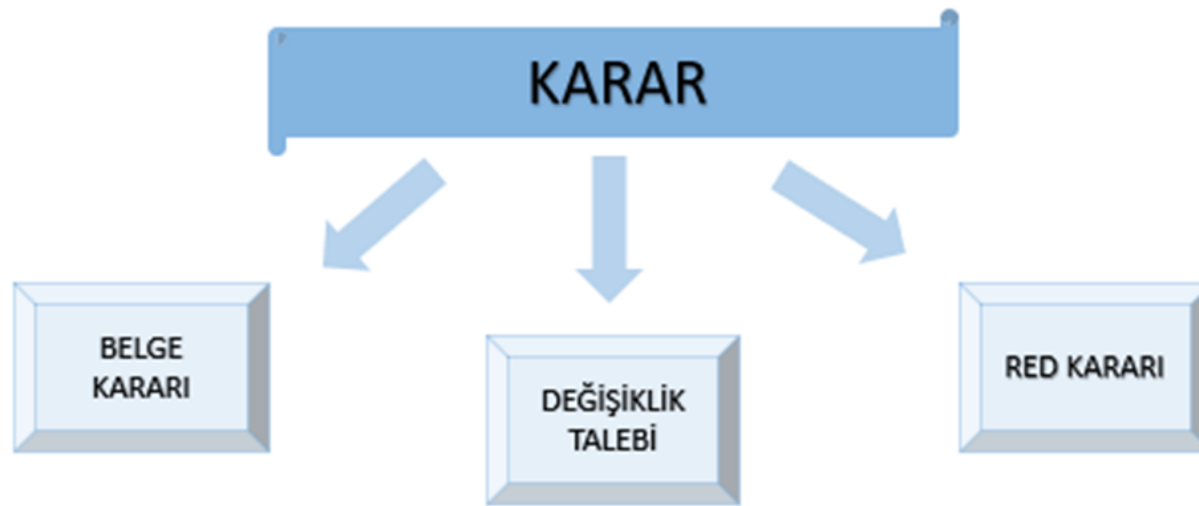 KARAR
BELGE
KARARI
DEĞİŞİKLİK
TALEBİ
RED KARARI